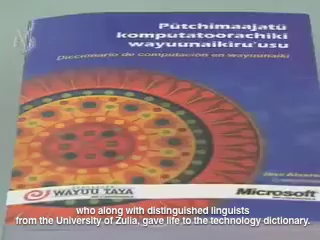 Pütchimaajatü
komputatoorachiki
wayuunaikiru'usu
Diccionario de computación en wayuunaiki
WAYUU TAYA
Microsoft
who along with distinguished linguists
from the University of Zulia, gave life to the technology dictionary.